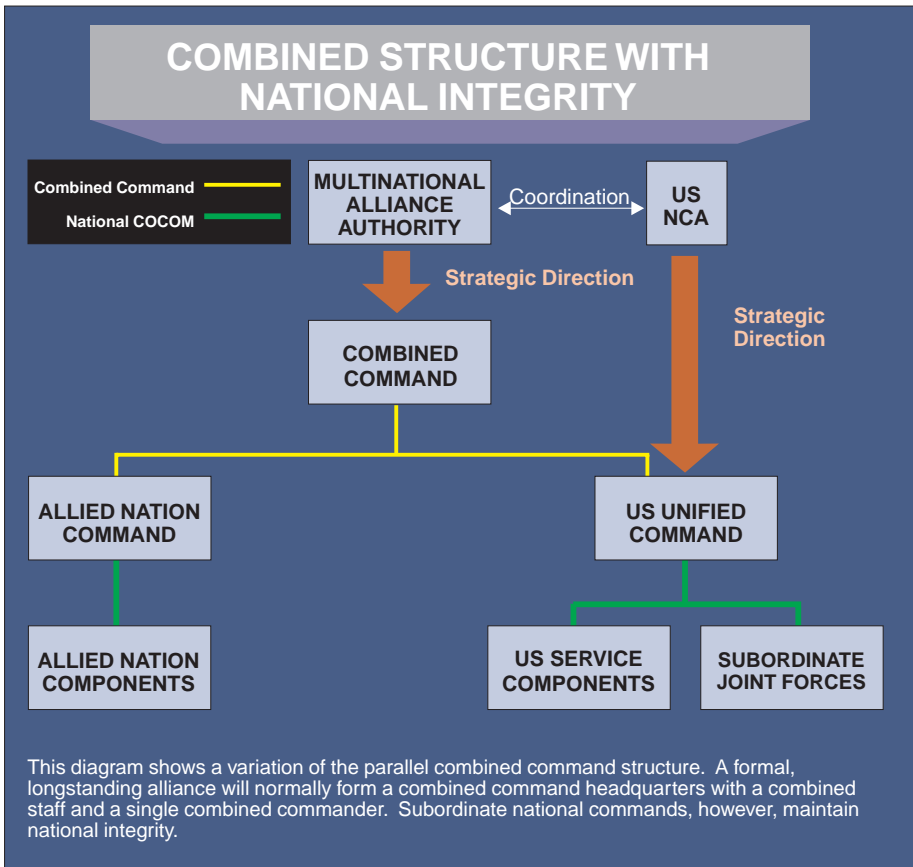 COMBINED STRUCTURE WITH
NATIONAL INTEGRITY
Combined Command
National COCOM
MULTINATIONAL
ALLIANCE
AUTHORITY
Coordination
US
NCA
Strategic Direction
Strategic
Direction
COMBINED
COMMAND
ALLIED NATION
COMMAND
US UNIFIED
COMMAND
ALLIED NATION
COMPONENTS
US SERVICE
COMPONENTS
SUBORDINATE
JOINT FORCES
This diagram shows a variation of the parallel combined command structure.  A formal,
longstanding alliance will normally form a combined command headquarters with a combined
staff and a single combined commander.  Subordinate national commands, however, maintain
national integrity.